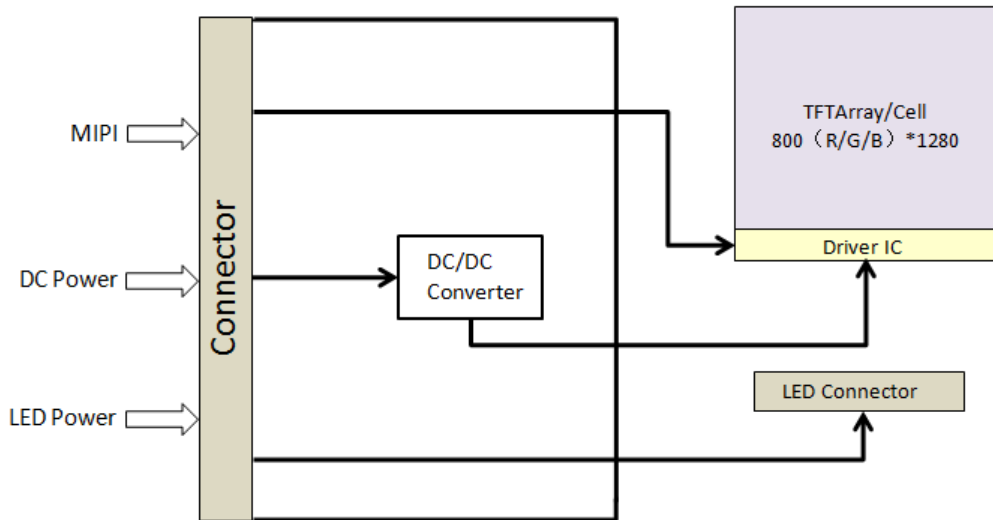 MIPI
DC Power
LED Power
Connector
DC/DC
Converter
TFTArray/Cell
800（R/G/B）*1280
Driver IC
LED Connector